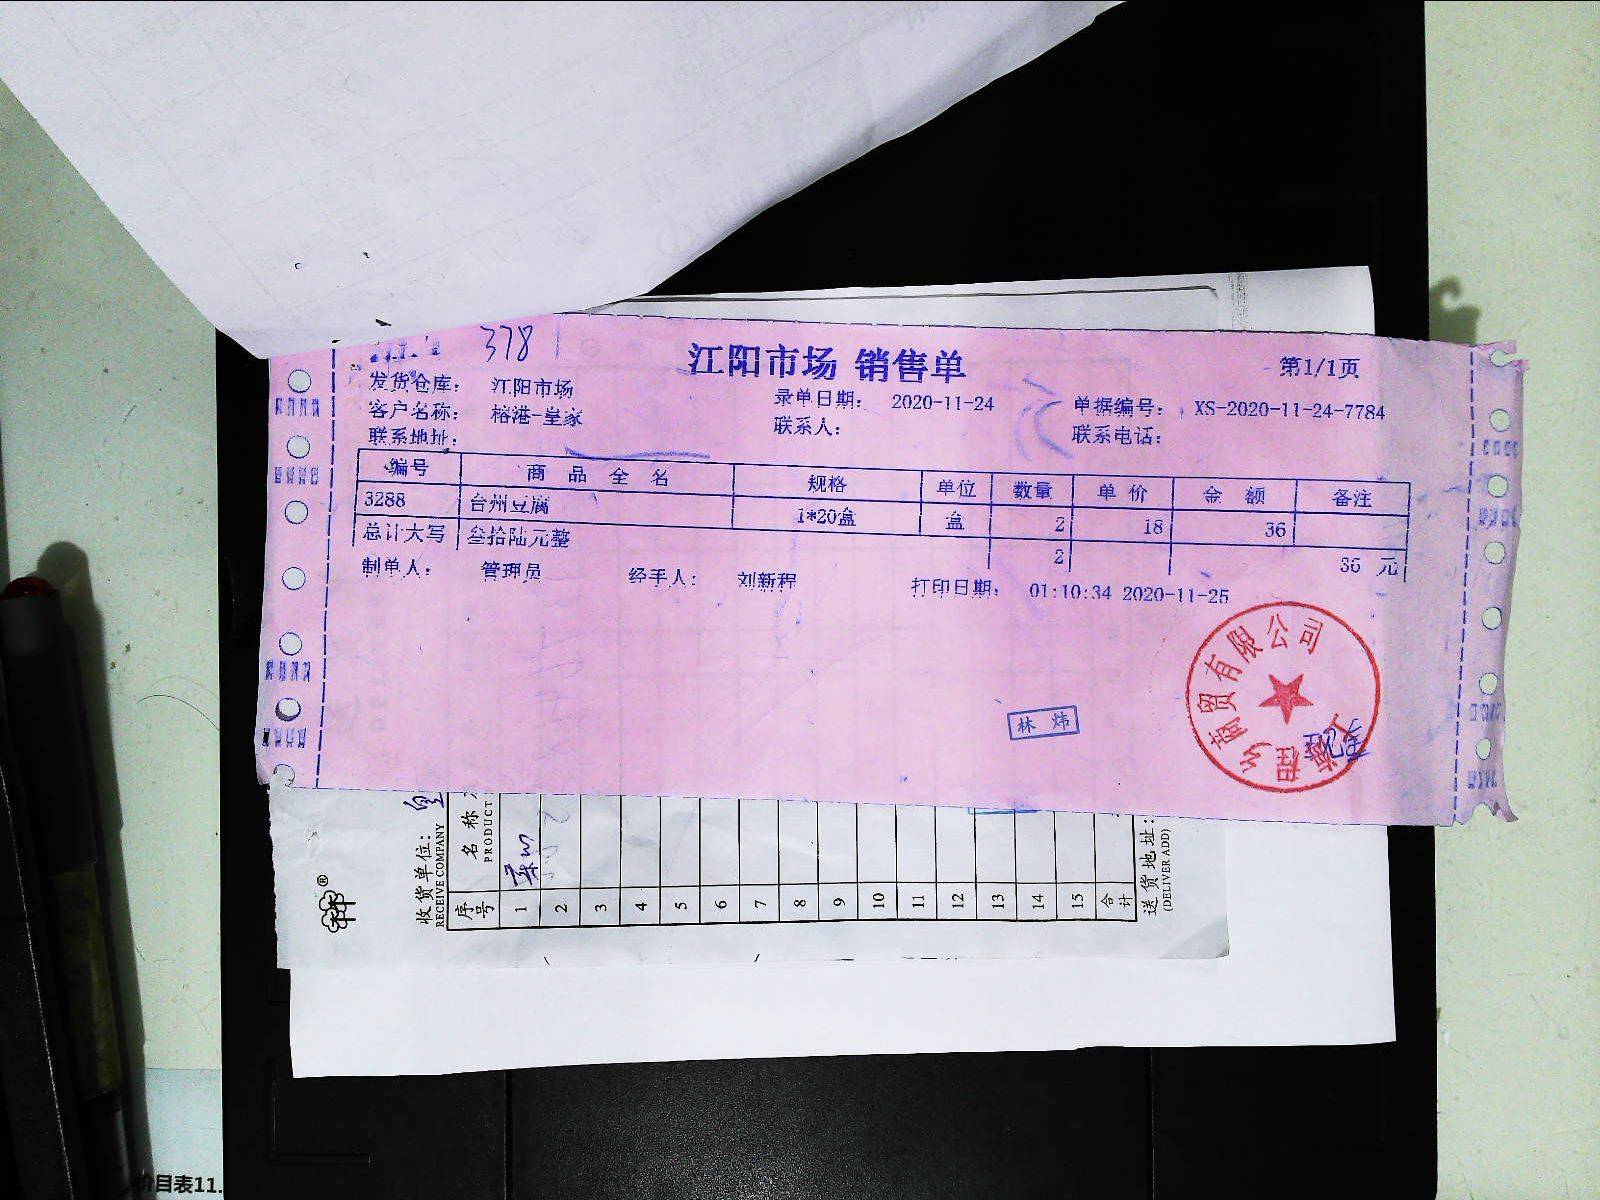 378
江阳市场 销售单
第1/1页
发货仓库: 江阳市场
录单日期: 2020-11-24
单据编号: XS-2020-11-24-7784
客户名称: 榕港-皇家
联系人:
联系电话:
联系地址:
编号 商品全名 规格 单位 数量 单价 金额 备注
3288 台州豆腐 1*20盒 盒 2 18 36
总计大写 叁拾陆元整 2 36 元
制单人: 管理员 经手人: 刘新程 打印日期: 01:10:34 2020-11-25
商贸有限公司
林炜
收货单位:
RECEIVE COMPANY
序号 名称
PRODUCT
1
2
3
4
5
6
7
8
9
10
11
12
13
14
15
合计
送货地址:
(DELIVER ADD)
价目表11.